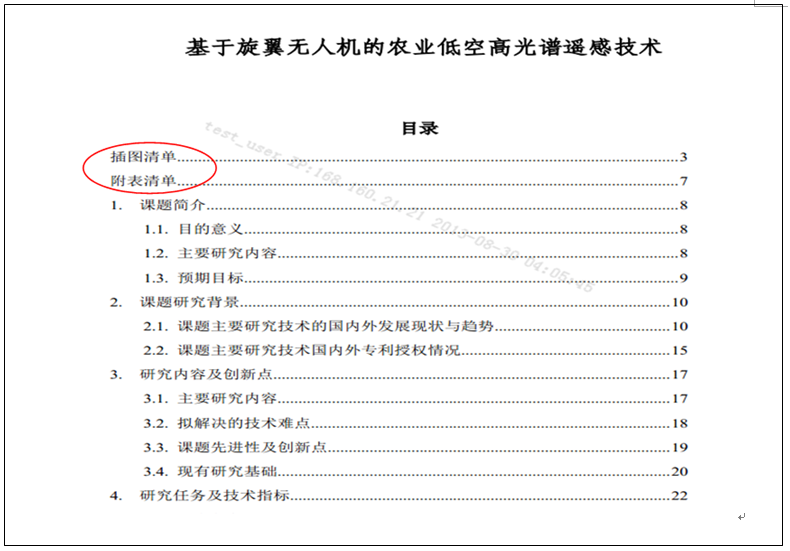 基于旋翼无人机的农业低空高光谱遥感技术
目录
插图清单........................3
附表清单........................7
1. 课题简介........................8
1.1. 目的意义........................8
1.2. 主要研究内容........................8
1.3. 预期目标........................9
2. 课题研究背景........................10
2.1. 课题主要研究技术的国内外发展现状与趋势........................10
2.2. 课题主要研究技术国内外专利授权情况........................15
3. 研究内容及创新点........................17
3.1. 主要研究内容........................17
3.2. 拟解决的技术难点........................18
3.3. 课题先进性及创新点........................19
3.4. 现有研究基础........................20
4. 研究任务及技术指标........................22
test_user IP:168.160.21.21 2013-08-30 04:05:45